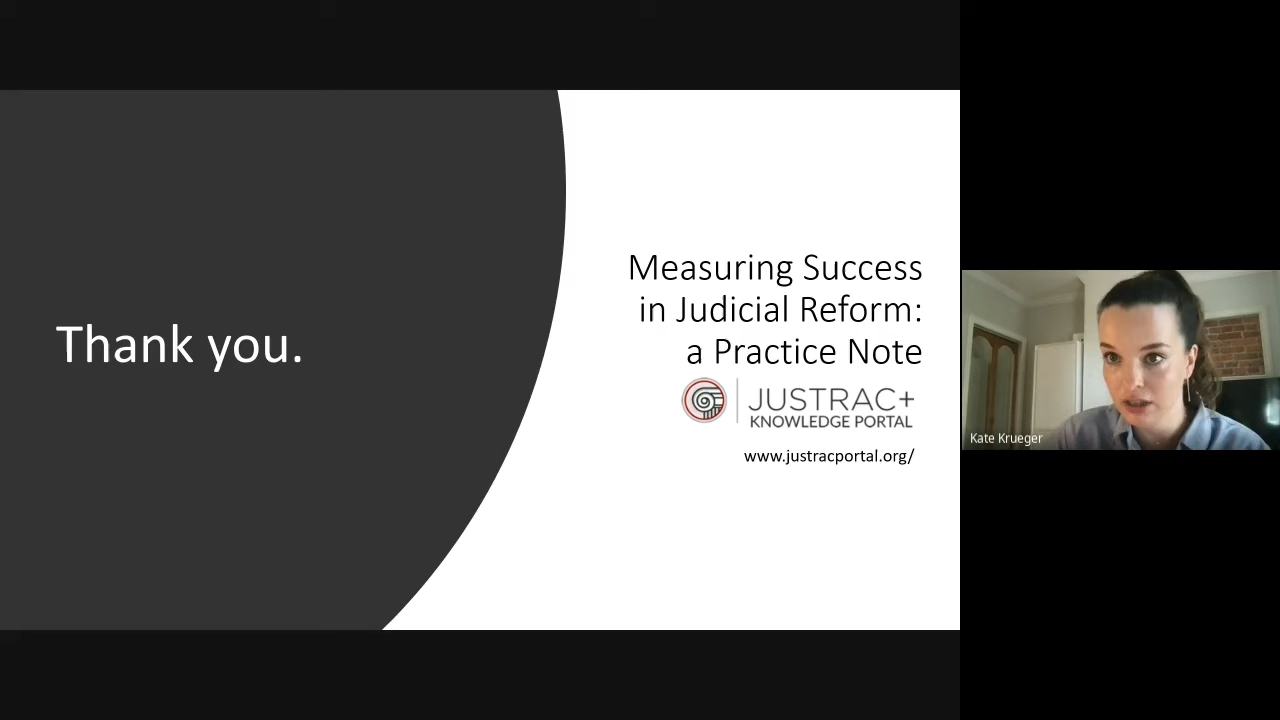 Thank you.
Measuring Success
in Judicial Reform:
a Practice Note
JUSTRAC+
KNOWLEDGE PORTAL
www.justracportal.org/
Kate Krueger